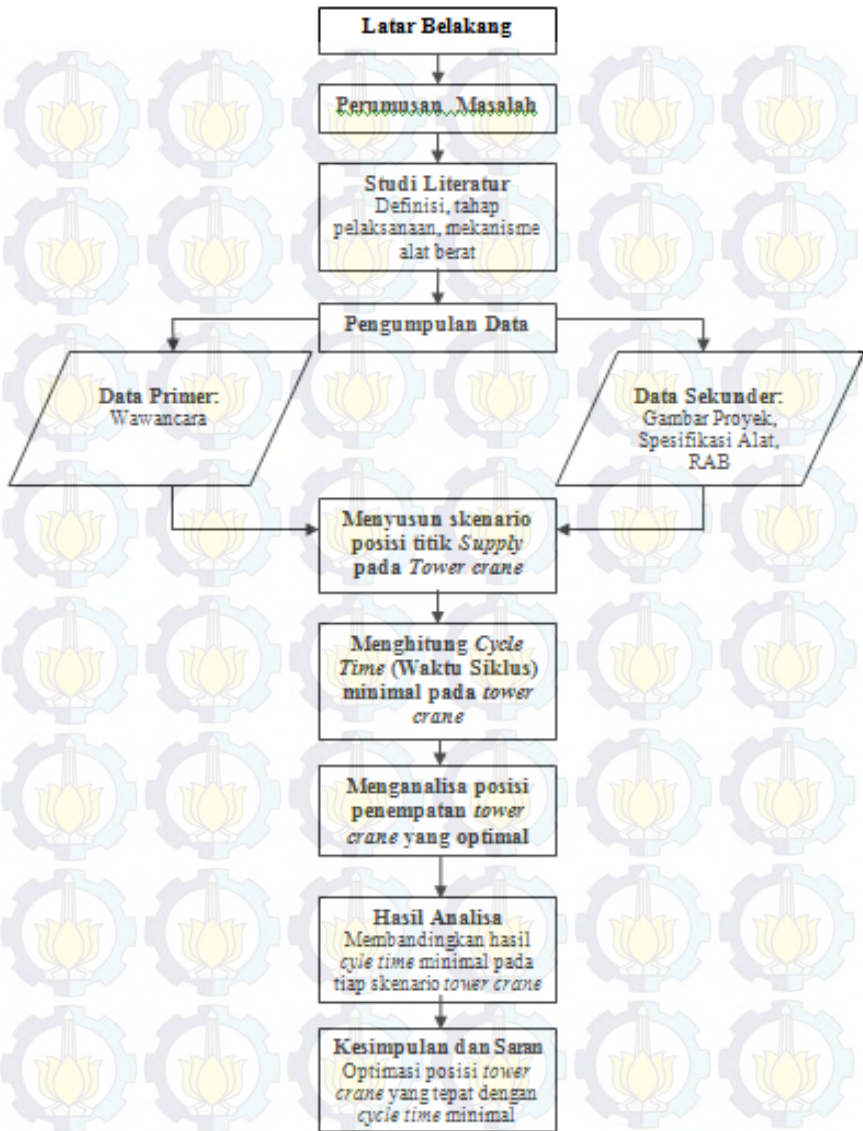 Latar Belakang
Perumusan Masalah
Studi Literatur
Definisi, tahap
pelaksanaan, mekanisme
alat berat
Pengumpulan Data
Data Primer:
Wawancara
Data Sekunder:
Gambar Proyek,
Spesifikasi Alat,
RAB
Menyusun skenario
posisi titik Supply
pada Tower crane
Menghitung Cycle
Time (Waktu Siklus)
minimal pada tower
crane
Menganalisa posisi
penempatan tower
crane yang optimal
Hasil Analisa
Membandingkan hasil
cyle time minimal pada
tiap skenario tower crane
Kesimpulan dan Saran
Optimasi posisi tower
crane yang tepat dengan
cycle time minimal